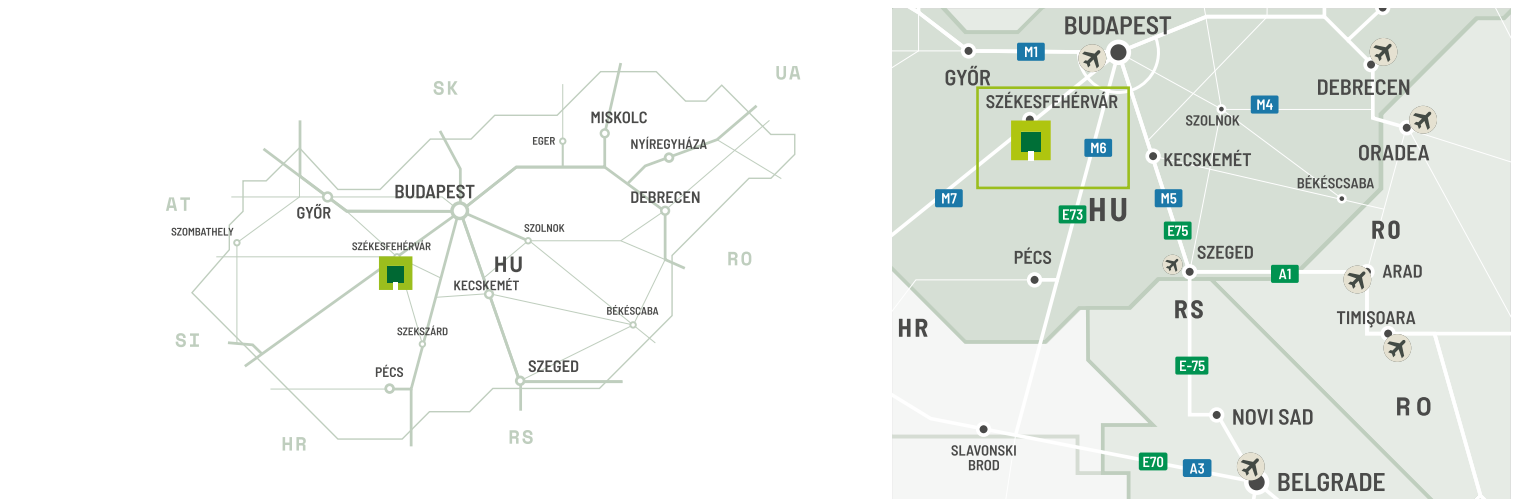 UA
SK
MISKOLC
EGER
NYÍREGYHÁZA
BUDAPEST
DEBRECEN
AT
GYŐR
SZOMBATHELY
SZOLNOK
SZÉKESFEHÉRVÁR
HU
RO
KECSKEMÉT
BÉKÉSCABA
SZEKSZÁRD
SI
PÉCS
SZEGED
HR
RS
BUDAPEST
M1
GYŐR
DEBRECEN
SZÉKESFEHÉRVÁR
M4
SZOLNOK
M6
ORADEA
KECSKEMÉT
BÉKÉSCSABA
M7
M5
E73
HU
E75
RO
SZEGED
PÉCS
A1
ARAD
RS
HR
TIMIŞOARA
E-75
RO
NOVI SAD
SLAVONSKI
BROD
E70
A3
BELGRADE